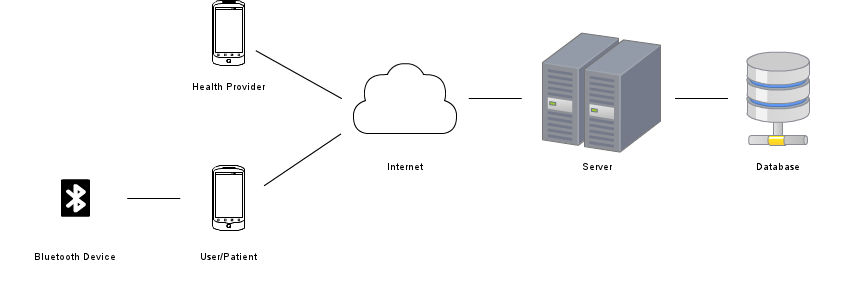 Health Provider
Internet
Server
Database
Bluetooth Device
User/Patient